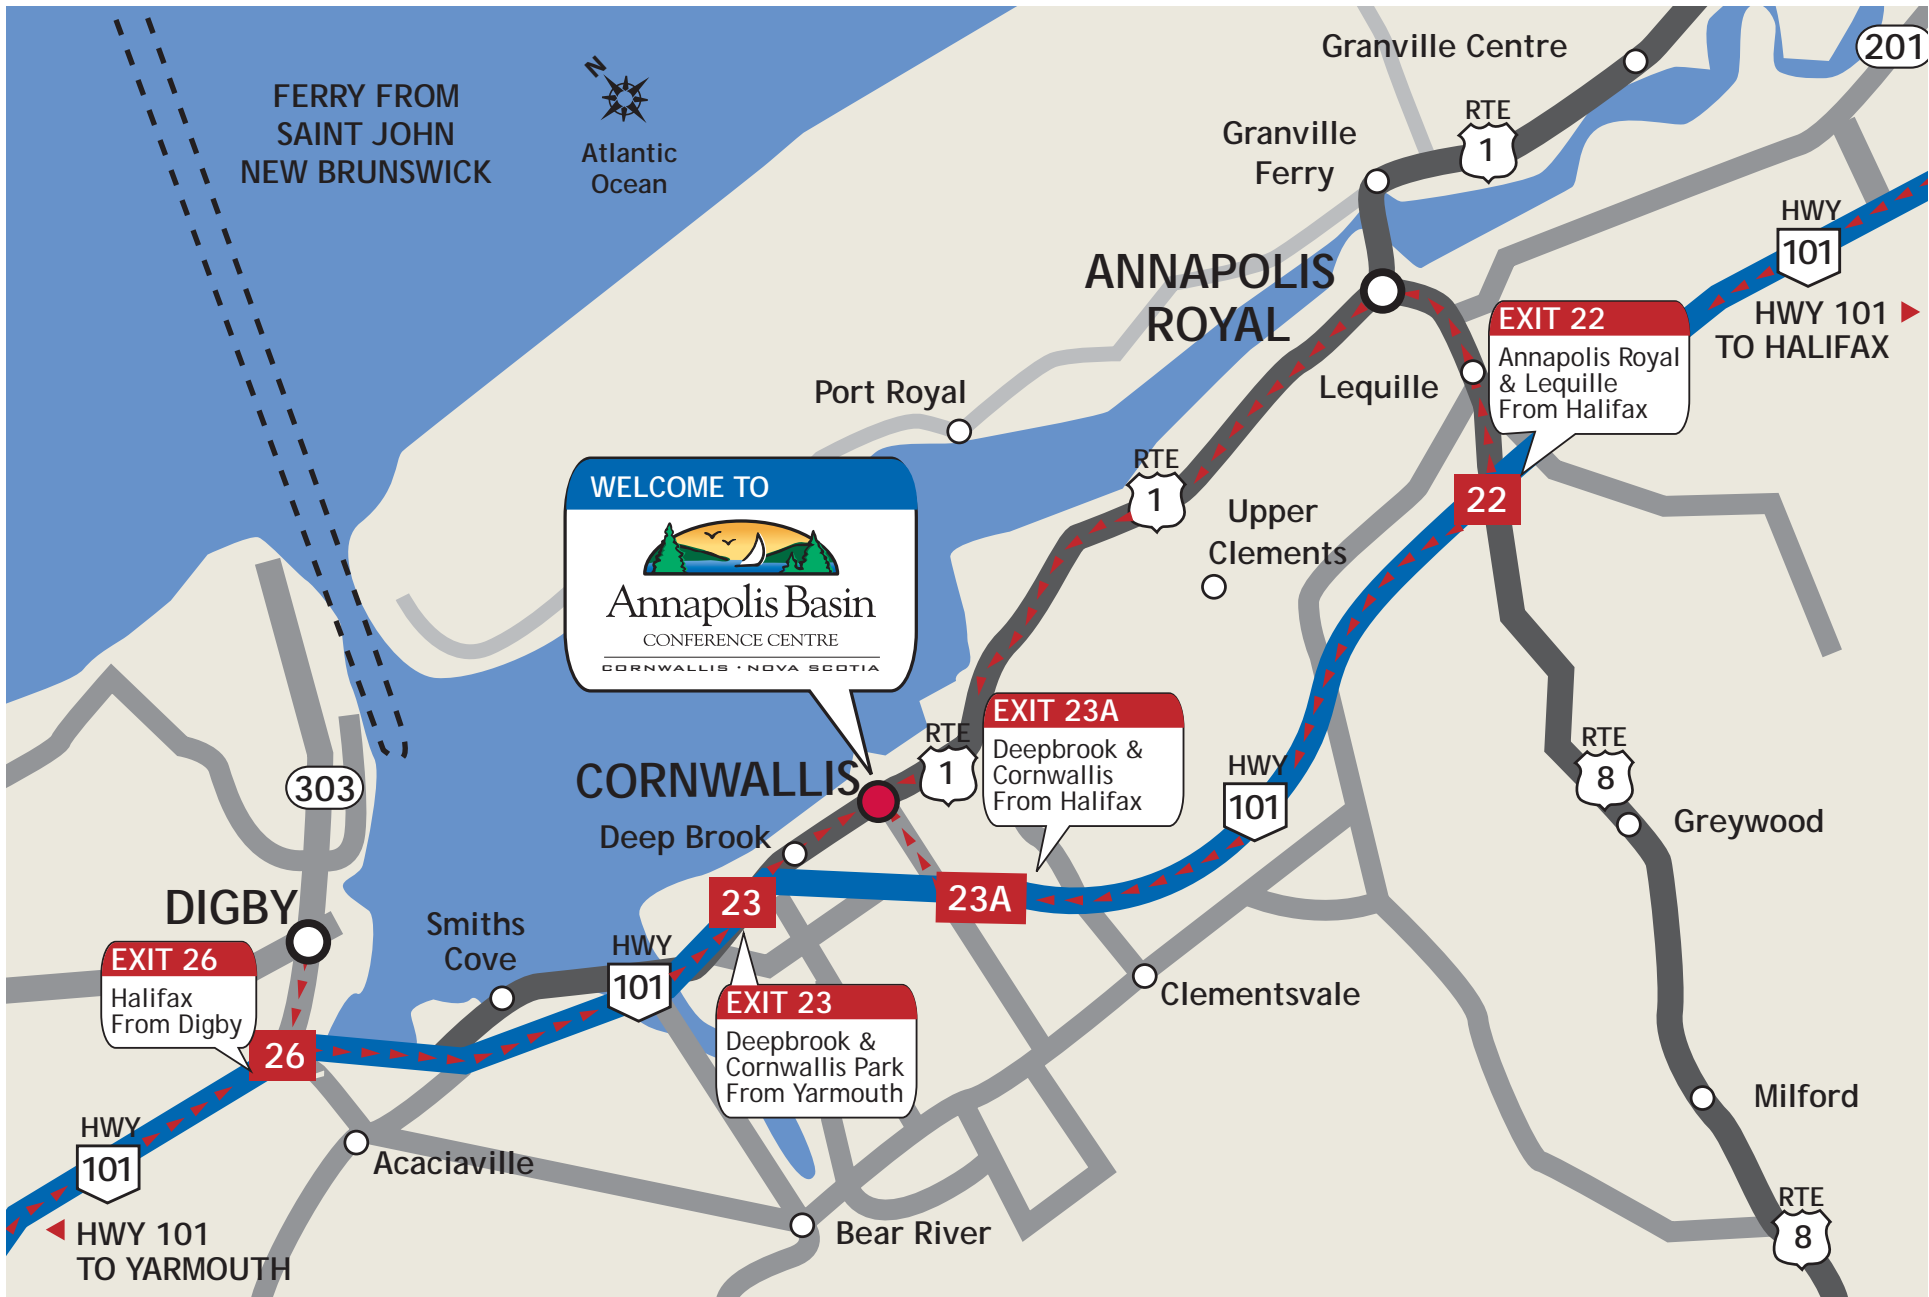 Granville Centre
201
FERRY FROM
SAINT JOHN
NEW BRUNSWICK
N
Atlantic
Ocean
RTE
1
Granville
Ferry
HWY
101
HWY 101
TO HALIFAX
ANNAPOLIS
ROYAL
EXIT 22
Annapolis Royal
& Lequille
From Halifax
Lequille
Port Royal
RTE
1
22
WELCOME TO
Annapolis Basin
CONFERENCE CENTRE
CORNWALLIS · NOVA SCOTIA
Upper
Clements
EXIT 23A
Deepbrook &
Cornwallis
From Halifax
RTE
1
RTE
8
HWY
101
303
CORNWALLIS
Deep Brook
Greywood
23
23A
DIGBY
Smiths
Cove
HWY
101
EXIT 26
Halifax
From Digby
26
EXIT 23
Deepbrook &
Cornwallis Park
From Yarmouth
Clementsvale
Milford
HWY
101
Acaciaville
HWY 101
TO YARMOUTH
Bear River
RTE
8